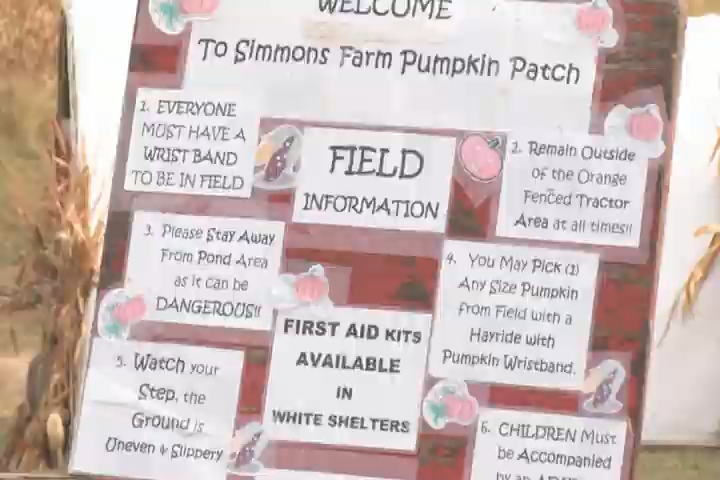 WELCOME
To Simmons Farm Pumpkin Patch
1. EVERYONE
MUST HAVE A
WRIST BAND
TO BE IN FIELD
FIELD
INFORMATION
2. Remain Outside
of the Orange
Fenced Tractor
Area at all times!!
3. Please Stay Away
From Pond Area
as it can be
DANGEROUS!!
4. You May Pick (1)
Any Size Pumpkin
from Field with a
Hayride with
Pumpkin Wristband.
FIRST AID KITS
AVAILABLE
IN
WHITE SHELTERS
5. Watch your
Step, the
Ground is
Uneven & Slippery
6. CHILDREN Must
be Accompanied
by an